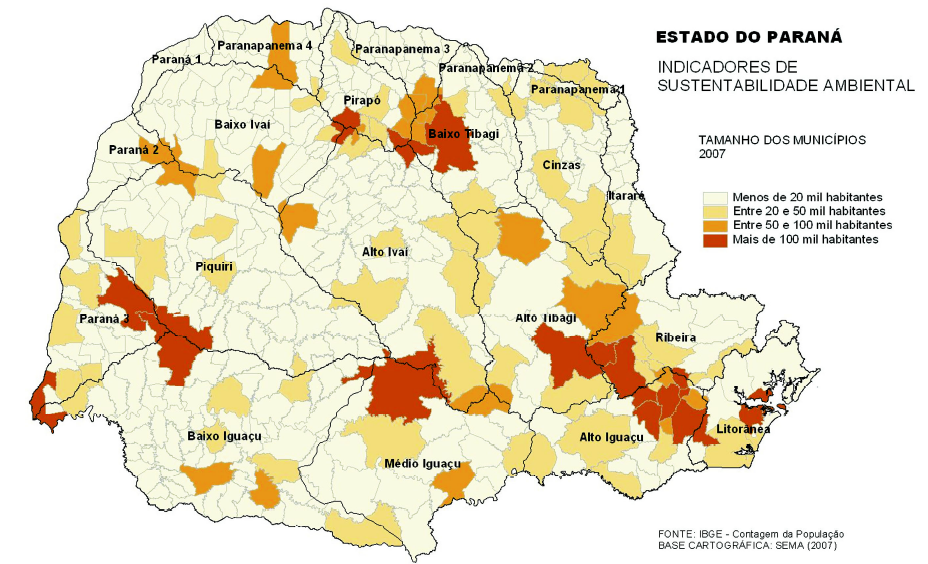 ESTADO DO PARANÁ
INDICADORES DE
SUSTENTABILIDADE AMBIENTAL
TAMANHO DOS MUNICÍPIOS
2007
Menos de 20 mil habitantes
Entre 20 e 50 mil habitantes
Entre 50 e 100 mil habitantes
Mais de 100 mil habitantes
Paranapanema 4
Paranapanema 3
Paraná 1
Paranapanema 2
Paranapanema 1
Pirapó
Baixo Ivaí
Baixo Tibagi
Paraná 2
Cinzas
Itararé
Alto Ivaí
Piquiri
Paraná 3
Alto Tibagi
Ribeira
Litorânea
Baixo Iguaçu
Alto Iguaçu
Médio Iguaçu
FONTE: IBGE - Contagem da População
BASE CARTOGRÁFICA: SEMA (2007)